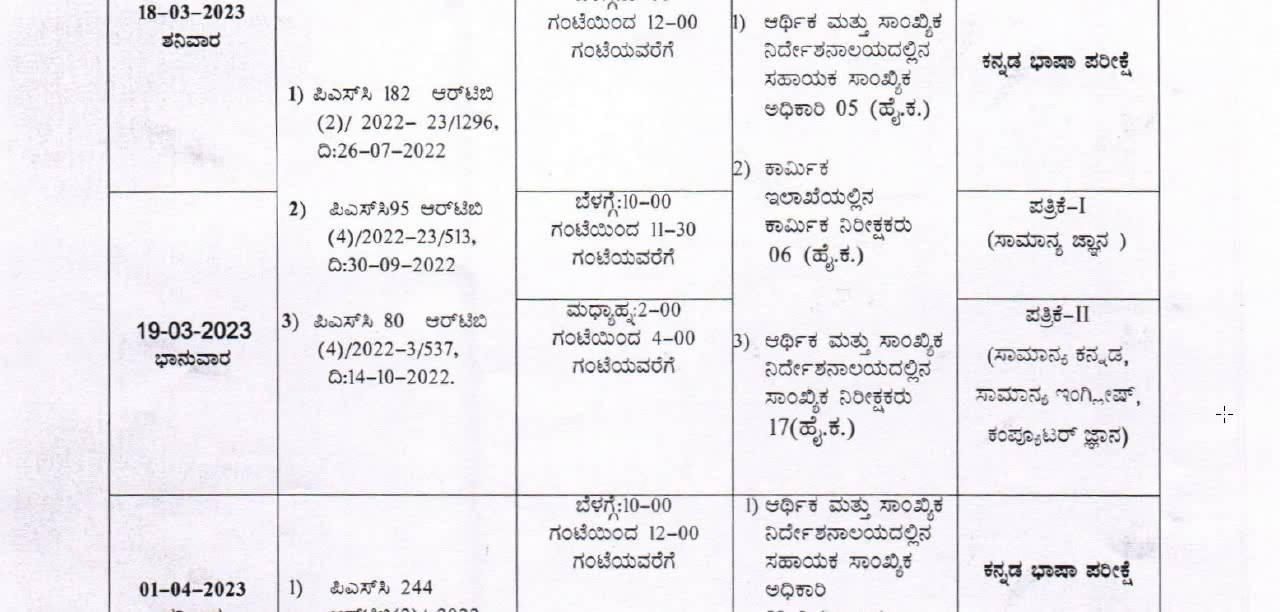 18-03-2023
ಶನಿವಾರ
1) ಪಿಎಸ್‌ಸಿ 182 ಆರ್‌ಟಿಬಿ
(2)/ 2022- 23/1296,
ದಿ:26-07-2022
2) ಪಿಎಸ್‌ಸಿ95 ಆರ್‌ಟಿಬಿ
(4)/2022-23/513,
ದಿ:30-09-2022
3) ಪಿಎಸ್‌ಸಿ 80 ಆರ್‌ಟಿಬಿ
(4)/2022-3/537,
ದಿ:14-10-2022.
ಗಂಟೆಯಿಂದ 12-00
ಗಂಟೆಯವರೆಗೆ
1) ಆರ್ಥಿಕ ಮತ್ತು ಸಾಂಖ್ಯಿಕ
ನಿರ್ದೇಶನಾಲಯದಲ್ಲಿನ
ಸಹಾಯಕ ಸಾಂಖ್ಯಿಕ
ಅಧಿಕಾರಿ 05 (ಹೈ.ಕ.)
2) ಕಾರ್ಮಿಕ
ಇಲಾಖೆಯಲ್ಲಿನ
ಕಾರ್ಮಿಕ ನಿರೀಕ್ಷಕರು
06 (ಹೈ.ಕ.)
3) ಆರ್ಥಿಕ ಮತ್ತು ಸಾಂಖ್ಯಿಕ
ನಿರ್ದೇಶನಾಲಯದಲ್ಲಿನ
ಸಾಂಖ್ಯಿಕ ನಿರೀಕ್ಷಕರು
17(ಹೈ.ಕ.)
ಕನ್ನಡ ಭಾಷಾ ಪರೀಕ್ಷೆ
19-03-2023
ಭಾನುವಾರ
ಬೆಳಗ್ಗೆ:10-00
ಗಂಟೆಯಿಂದ 11-30
ಗಂಟೆಯವರೆಗೆ
ಪತ್ರಿಕೆ-I
(ಸಾಮಾನ್ಯ ಜ್ಞಾನ )
ಮಧ್ಯಾಹ್ನ:2-00
ಗಂಟೆಯಿಂದ 4-00
ಗಂಟೆಯವರೆಗೆ
ಪತ್ರಿಕೆ-II
(ಸಾಮಾನ್ಯ ಕನ್ನಡ,
ಸಾಮಾನ್ಯ ಇಂಗ್ಲೀಷ್,
ಕಂಪ್ಯೂಟರ್ ಜ್ಞಾನ)
01-04-2023
1) ಪಿಎಸ್‌ಸಿ 244
ಬೆಳಗ್ಗೆ:10-00
ಗಂಟೆಯಿಂದ 12-00
ಗಂಟೆಯವರೆಗೆ
1) ಆರ್ಥಿಕ ಮತ್ತು ಸಾಂಖ್ಯಿಕ
ನಿರ್ದೇಶನಾಲಯದಲ್ಲಿನ
ಸಹಾಯಕ ಸಾಂಖ್ಯಿಕ
ಅಧಿಕಾರಿ
ಕನ್ನಡ ಭಾಷಾ ಪರೀಕ್ಷೆ